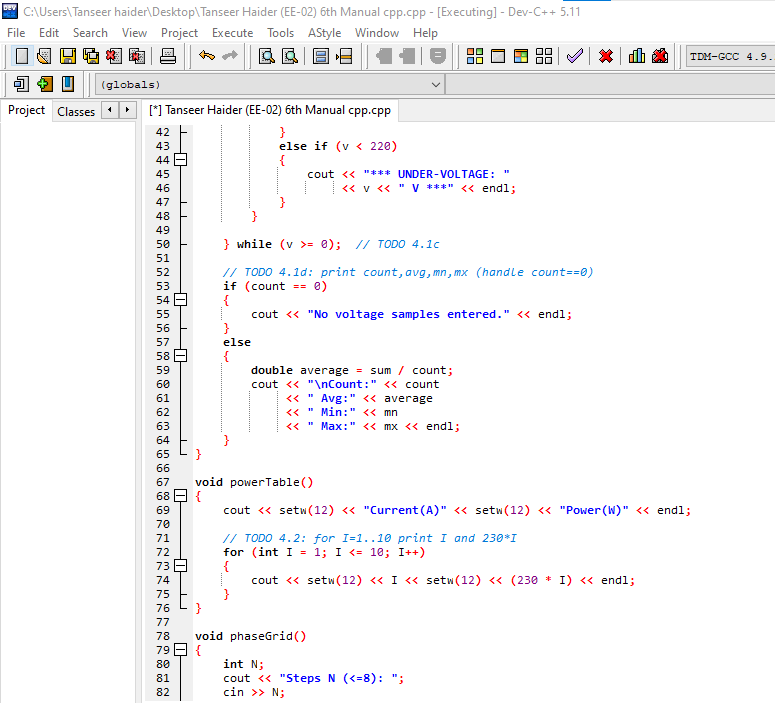 C:\Users\Tanseer haider\Desktop\Tanseer Haider (EE-02) 6th Manual cpp.cpp - [Executing] - Dev-C++ 5.11
File Edit Search View Project Execute Tools AStyle Window Help
TDM-GCC 4.9.
(globals)
Project Classes [*] Tanseer Haider (EE-02) 6th Manual cpp.cpp
42 }
43 else if (v < 220)
44 {
45 cout << "*** UNDER-VOLTAGE: "
46 << v << " V ***" << endl;
47 }
48 }
49
50 } while (v >= 0); // TODO 4.1c
51
52 // TODO 4.1d: print count,avg,mn,mx (handle count==0)
53 if (count == 0)
54 {
55 cout << "No voltage samples entered." << endl;
56 }
57 else
58 {
59 double average = sum / count;
60 cout << "\nCount:" << count
61 << " Avg:" << average
62 << " Min:" << mn
63 << " Max:" << mx << endl;
64 }
65 }
66
67 void powerTable()
68 {
69 cout << setw(12) << "Current(A)" << setw(12) << "Power(W)" << endl;
70
71 // TODO 4.2: for I=1..10 print I and 230*I
72 for (int I = 1; I <= 10; I++)
73 {
74 cout << setw(12) << I << setw(12) << (230 * I) << endl;
75 }
76 }
77
78 void phaseGrid()
79 {
80 int N;
81 cout << "Steps N (<=8): ";
82 cin >> N;